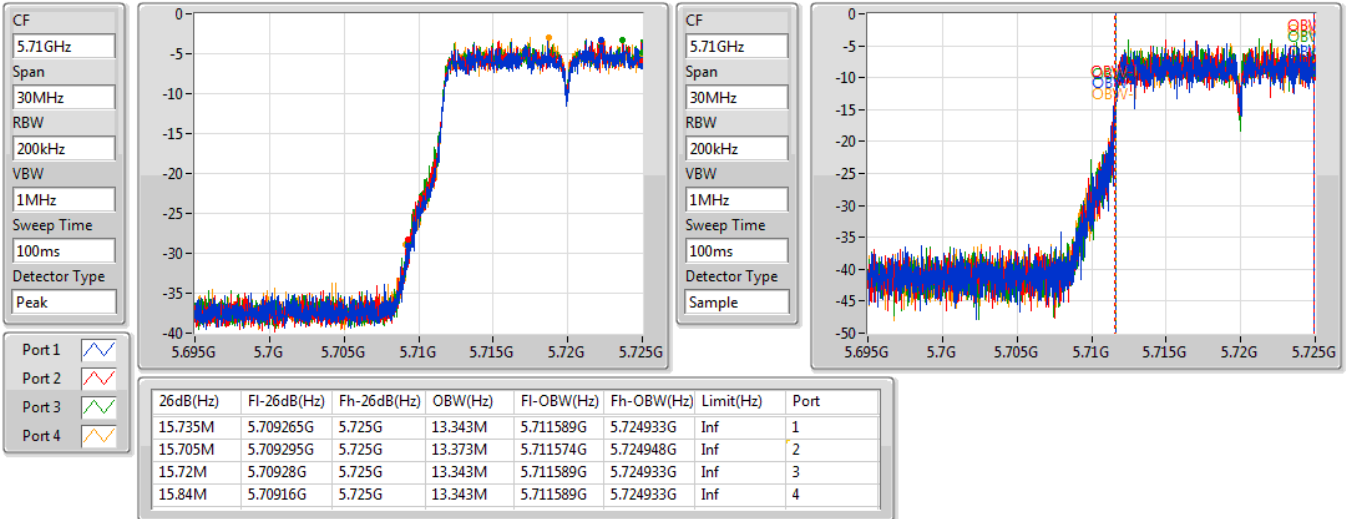 CF
5.71GHz
Span
30MHz
RBW
200kHz
VBW
1MHz
Sweep Time
100ms
Detector Type
Peak
0
-5
-10
-15
-20
-25
-30
-35
-40
5.695G 5.7G 5.705G 5.71G 5.715G 5.72G 5.725G
CF
5.71GHz
Span
30MHz
RBW
200kHz
VBW
1MHz
Sweep Time
100ms
Detector Type
Sample
0
-5
-10
-15
-20
-25
-30
-35
-40
-45
-50
5.695G 5.7G 5.705G 5.71G 5.715G 5.72G 5.725G
Port 1
Port 2
Port 3
Port 4
26dB(Hz) Fl-26dB(Hz) Fh-26dB(Hz) OBW(Hz) Fl-OBW(Hz) Fh-OBW(Hz) Limit(Hz) Port
15.735M 5.709265G 5.725G 13.343M 5.711589G 5.724933G Inf 1
15.705M 5.709295G 5.725G 13.373M 5.711574G 5.724948G Inf 2
15.72M 5.70928G 5.725G 13.343M 5.711589G 5.724933G Inf 3
15.84M 5.70916G 5.725G 13.343M 5.711589G 5.724933G Inf 4